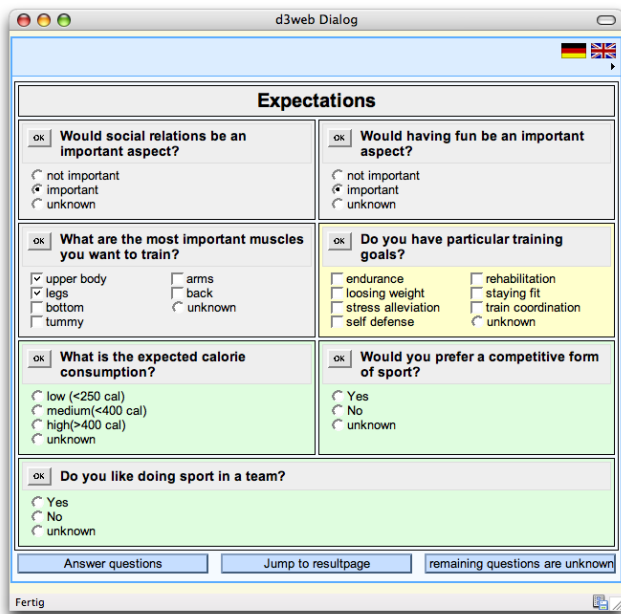 d3web Dialog
Expectations
OK Would social relations be an
important aspect?
not important
important
unknown
OK Would having fun be an important
aspect?
not important
important
unknown
OK What are the most important muscles
you want to train?
upper body arms
legs back
bottom unknown
tummy
OK Do you have particular training
goals?
endurance rehabilitation
loosing weight staying fit
stress alleviation train coordination
self defense unknown
OK What is the expected calorie
consumption?
low (<250 cal)
medium(<400 cal)
high(>400 cal)
unknown
OK Would you prefer a competitive form
of sport?
Yes
No
unknown
OK Do you like doing sport in a team?
Yes
No
unknown
Answer questions Jump to resultpage remaining questions are unknown
Fertig